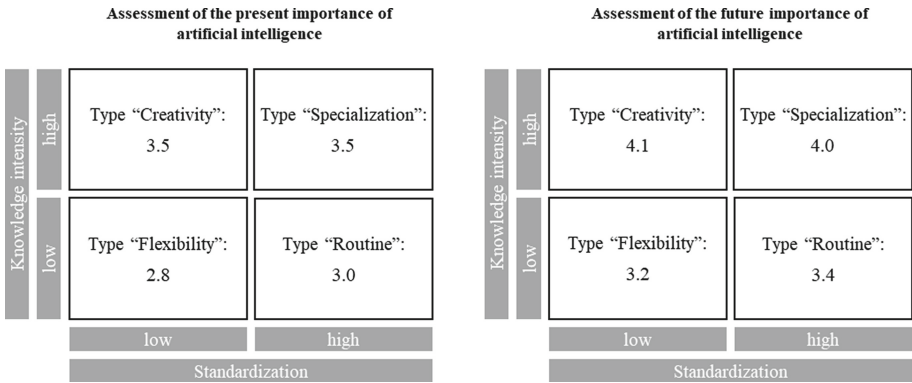 Assessment of the present importance of
artificial intelligence
Knowledge intensity
high
low
Type “Creativity”:
3.5
Type “Specialization”:
3.5
Type “Flexibility”:
2.8
Type “Routine”:
3.0
low
high
Standardization
Assessment of the future importance of
artificial intelligence
Knowledge intensity
high
low
Type “Creativity”:
4.1
Type “Specialization”:
4.0
Type “Flexibility”:
3.2
Type “Routine”:
3.4
low
high
Standardization